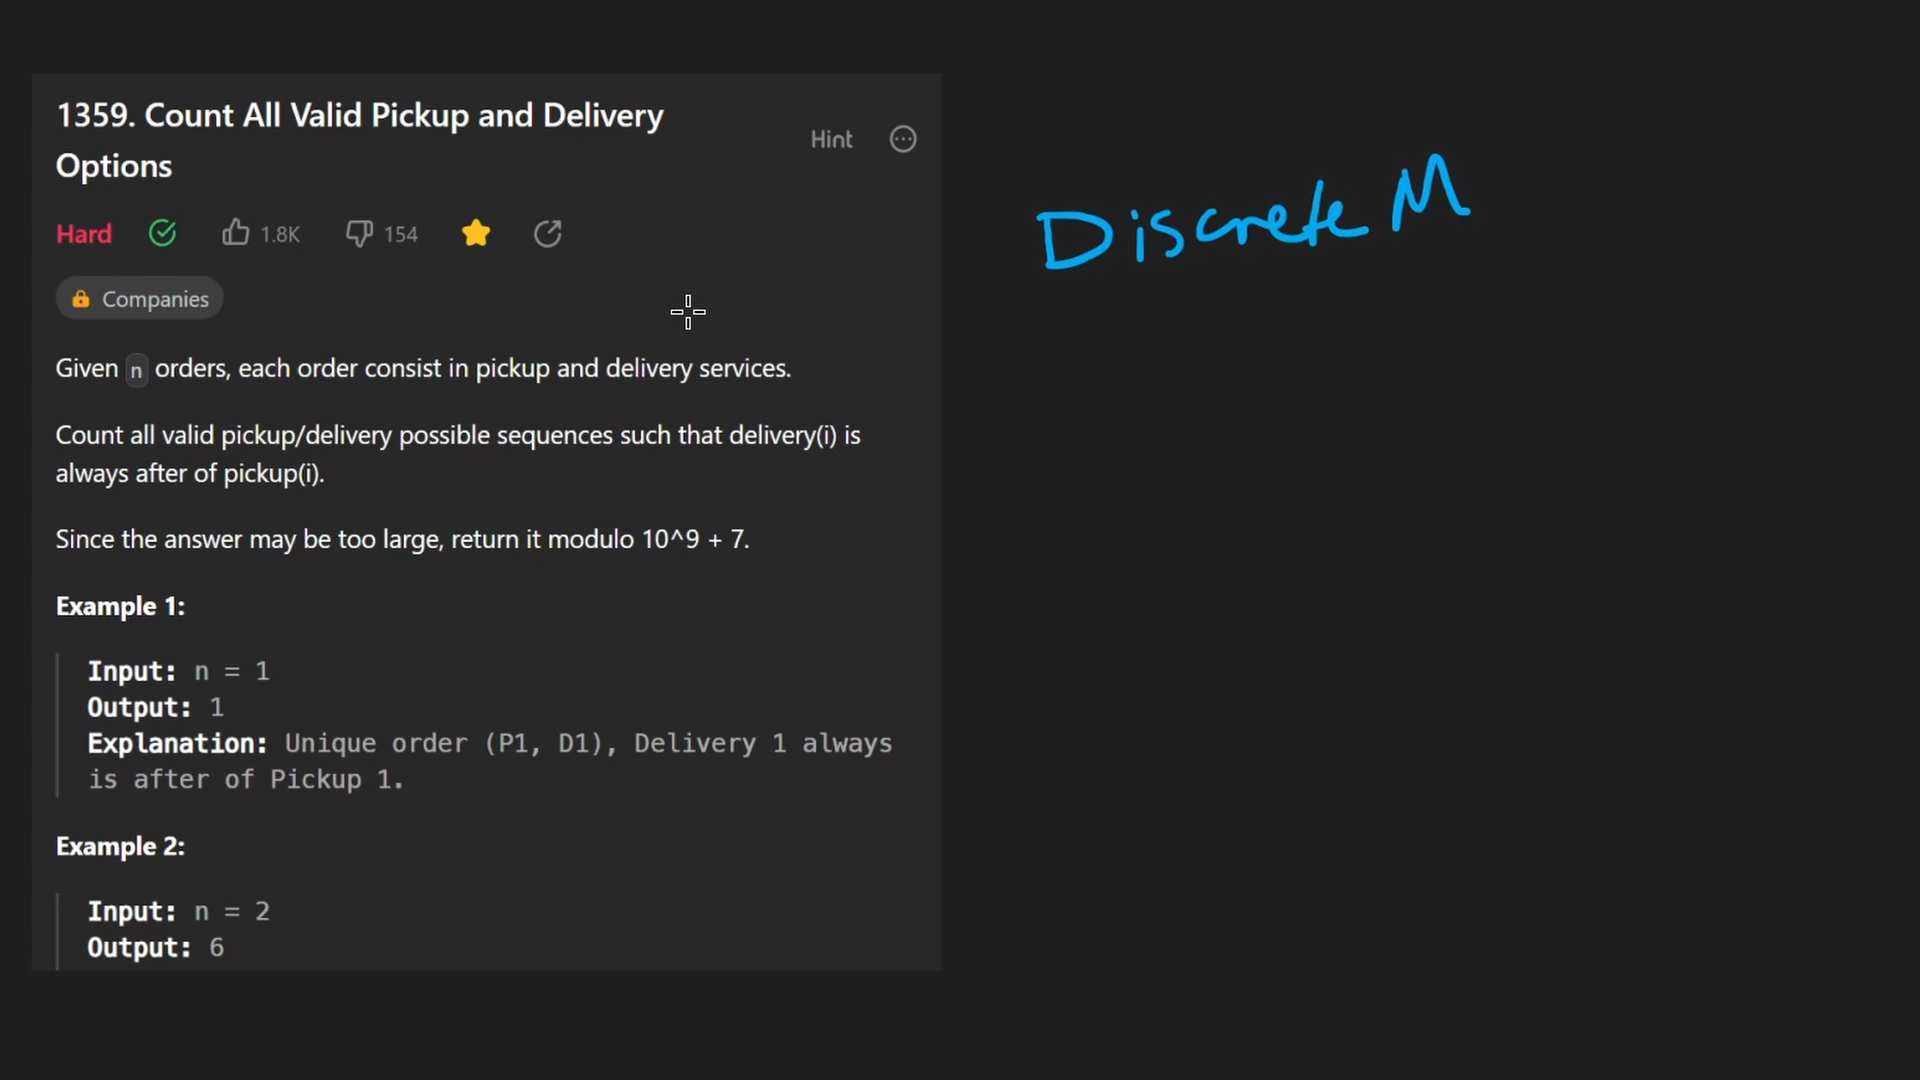 1359. Count All Valid Pickup and Delivery
Options
Hint
Hard 1.8K 154
Companies
Given n orders, each order consist in pickup and delivery services.
Count all valid pickup/delivery possible sequences such that delivery(i) is
always after of pickup(i).
Since the answer may be too large, return it modulo 10^9 + 7.
Example 1:
Input: n = 1
Output: 1
Explanation: Unique order (P1, D1), Delivery 1 always
is after of Pickup 1.
Example 2:
Input: n = 2
Output: 6
Discrete M